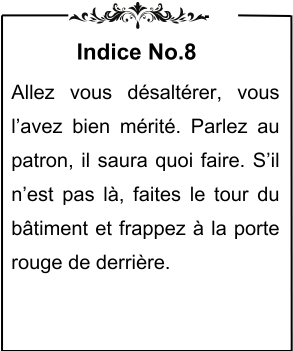 Indice No.8
Allez vous désaltérer, vous
l’avez bien mérité. Parlez au
patron, il saura quoi faire. S’il
n’est pas là, faites le tour du
bâtiment et frappez à la porte
rouge de derrière.